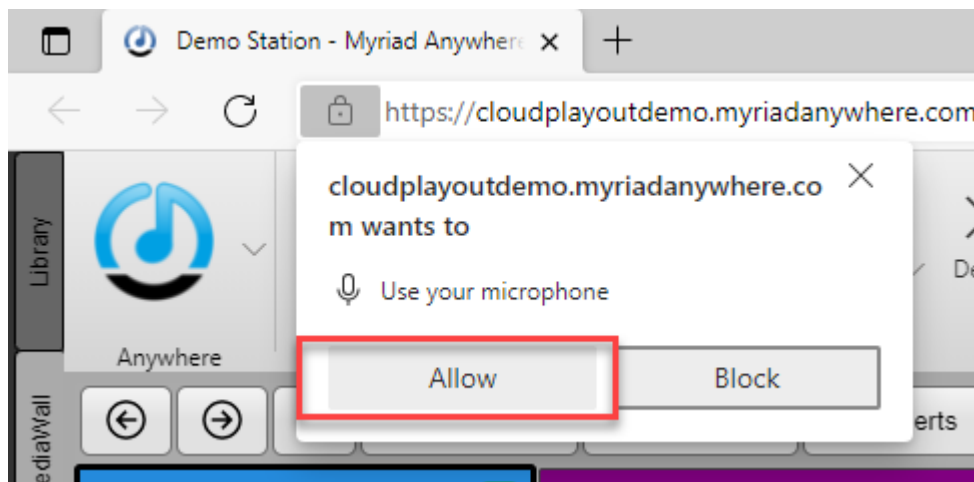 Demo Station - Myriad Anywhere
https://cloudplayoutdemo.myriadanywhere.com
cloudplayoutdemo.myriadanywhere.co
m wants to
Use your microphone
Allow
Block
Library
Anywhere
erts